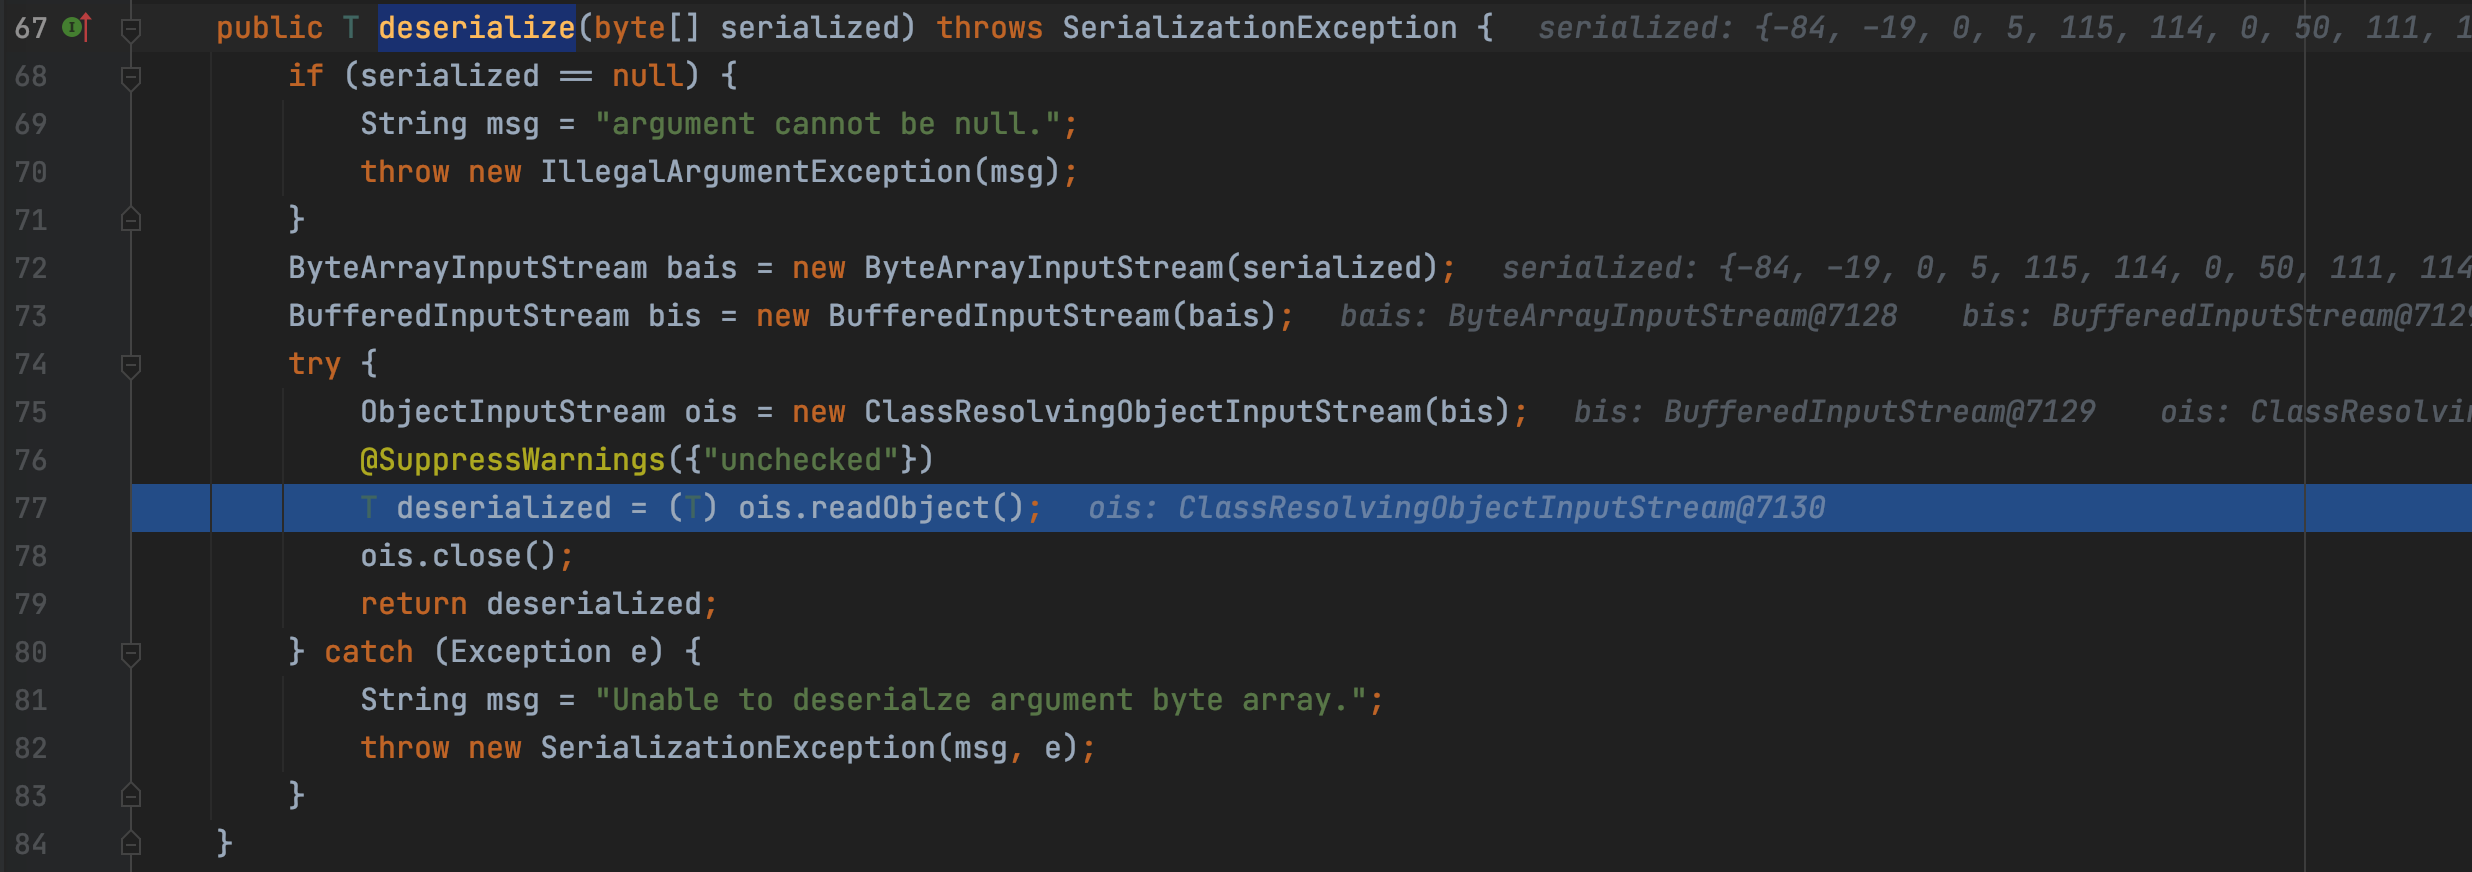 67 public T deserialize(byte[] serialized) throws SerializationException { serialized: {-84, -19, 0, 5, 115, 114, 0, 50, 111, 1
68 if (serialized == null) {
69 String msg = "argument cannot be null.";
70 throw new IllegalArgumentException(msg);
71 }
72 ByteArrayInputStream bais = new ByteArrayInputStream(serialized); serialized: {-84, -19, 0, 5, 115, 114, 0, 50, 111, 114
73 BufferedInputStream bis = new BufferedInputStream(bais); bais: ByteArrayInputStream@7128 bis: BufferedInputStream@7129
74 try {
75 ObjectInputStream ois = new ClassResolvingObjectInputStream(bis); bis: BufferedInputStream@7129 ois: ClassResolvin
76 @SuppressWarnings({"unchecked"})
77 T deserialized = (T) ois.readObject(); ois: ClassResolvingObjectInputStream@7130
78 ois.close();
79 return deserialized;
80 } catch (Exception e) {
81 String msg = "Unable to deserialze argument byte array.";
82 throw new SerializationException(msg, e);
83 }
84 }